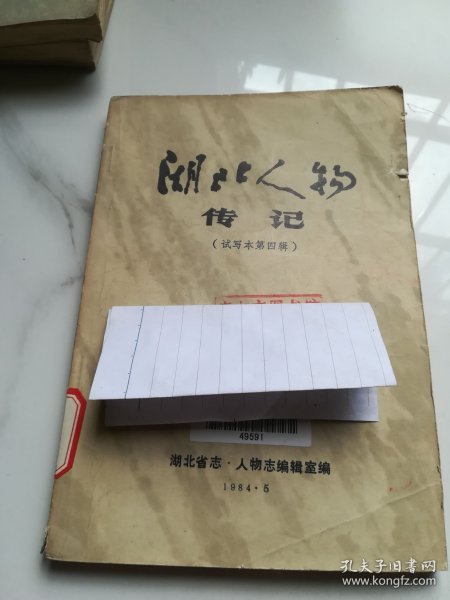 湖北人物
传记
（试写本第四辑）
49591
湖北省志·人物志编辑室编
1984·5
孔夫子旧书网
www.kongfz.com